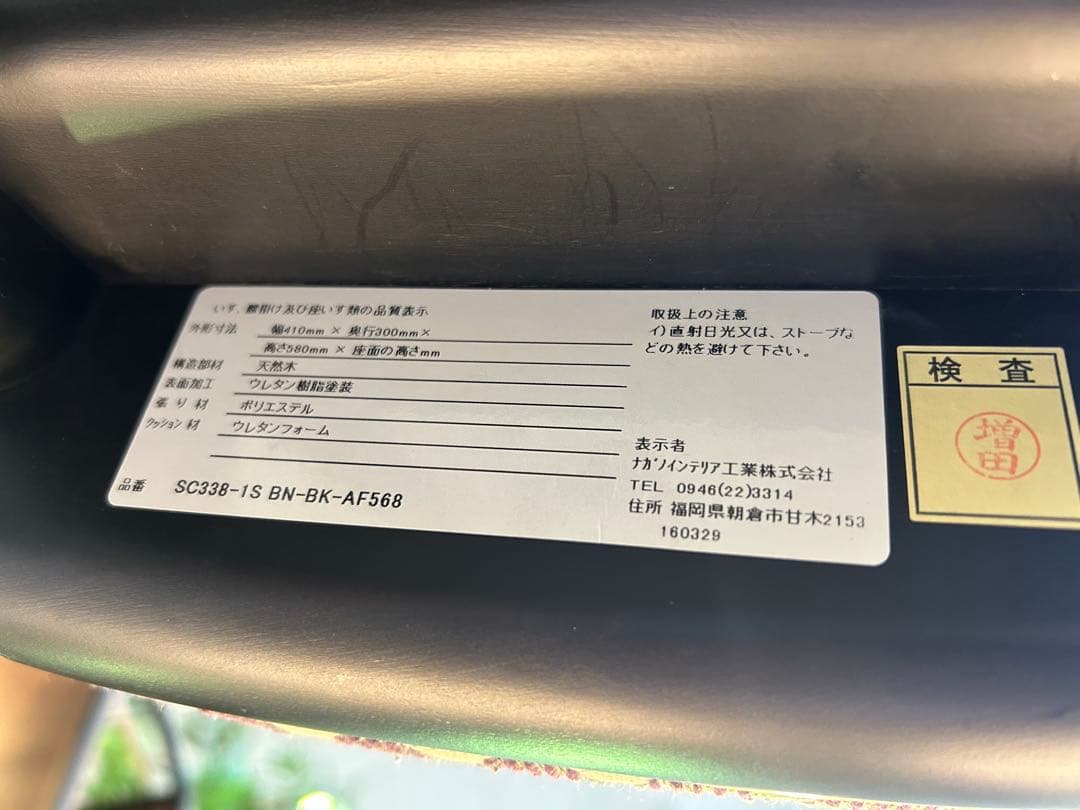 いす、腰掛け及び座いす類の品質表示
外形寸法 幅410mm × 奥行300mm×
高さ580mm × 座面の高さmm
構造部材 天然木
表面加工 ウレタン樹脂塗装
張り材 ポリエステル
クッション材 ウレタンフォーム
品番 SC338-1S BN-BK-AF568
取扱上の注意
イ)直射日光又は、ストーブな
どの熱を避けて下さい。
表示者
ナガノインテリア工業株式会社
TEL 0946(22)3314
住所 福岡県朝倉市甘木2153
160329
検 査
増田